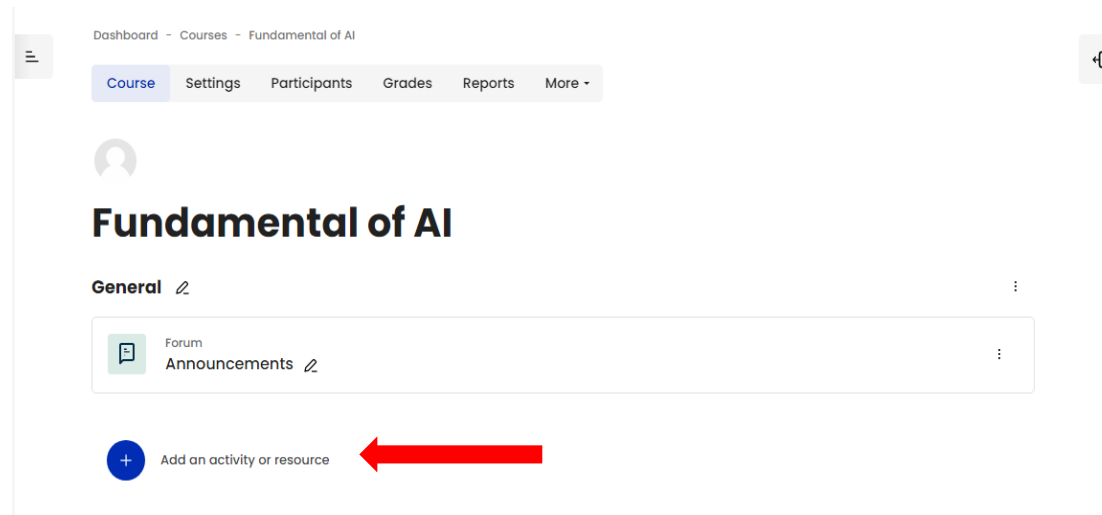 Dashboard - Courses - Fundamental of AI
Course Settings Participants Grades Reports More
Fundamental of AI
General
Forum
Announcements
Add an activity or resource